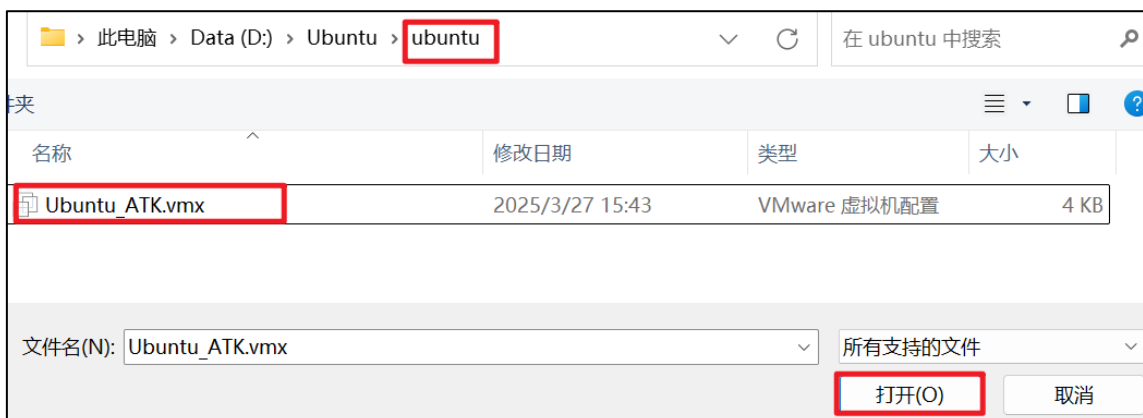 此电脑 > Data (D:) > Ubuntu > ubuntu 在 ubuntu 中搜索
件夹
名称 修改日期 类型 大小
Ubuntu_ATK.vmx 2025/3/27 15:43 VMware 虚拟机配置 4 KB
文件名(N): Ubuntu_ATK.vmx 所有支持的文件
打开(O) 取消